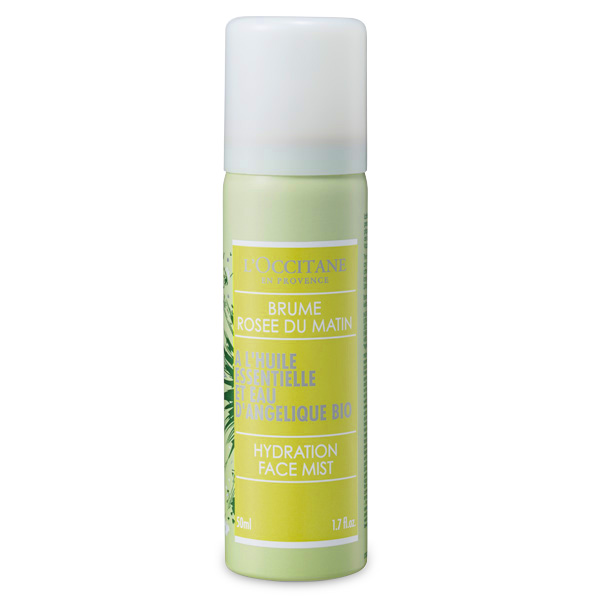 L'OCCITANE
EN PROVENCE
BRUME
ROSEE DU MATIN
A L'HUILE
ESSENTIELLE
ET EAU
D'ANGELIQUE BIO
HYDRATION
FACE MIST
50ml 1.7 fl.oz